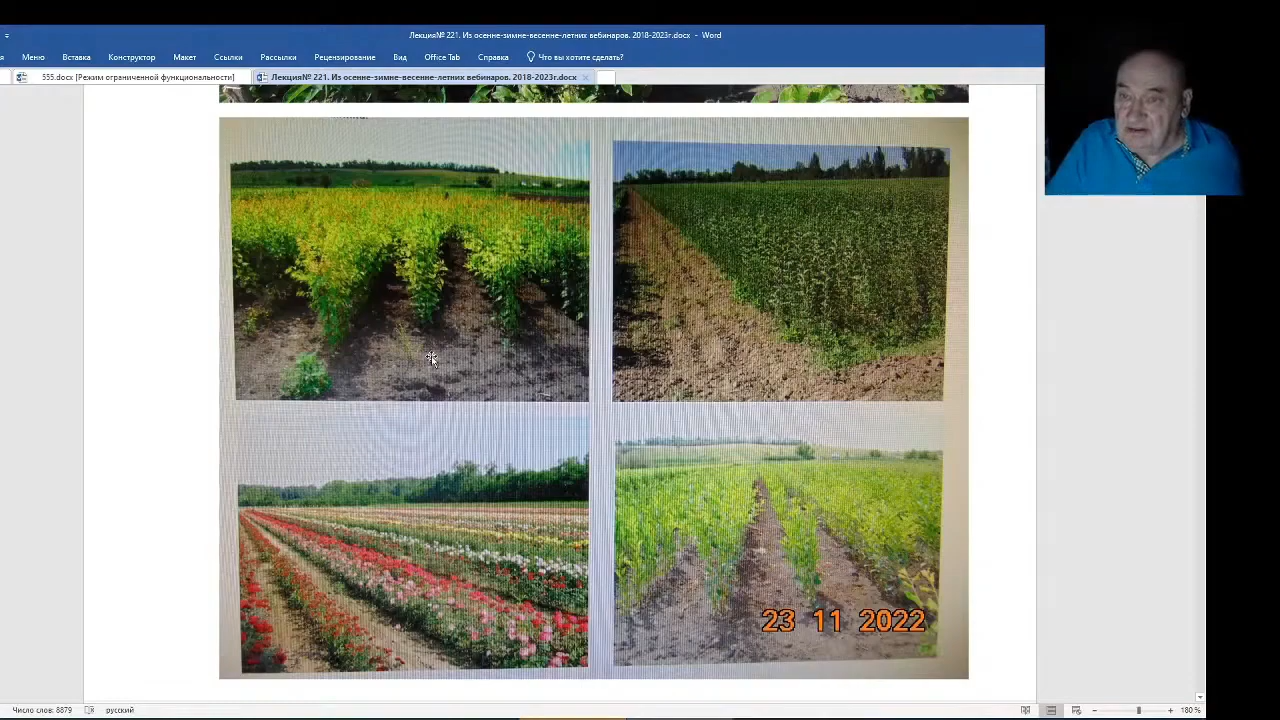 Лекция№ 221. Из осенне-зимне-весенне-летних вебинаров. 2018-2023г.docx - Word
Меню Вставка Конструктор Макет Ссылки Рассылки Рецензирование Вид Office Tab Справка Что вы хотите сделать?
555.docx [Режим ограниченной функциональности] Лекция№ 221. Из осенне-зимне-весенне-летних вебинаров. 2018-2023г.docx
23 11 2022
Число слов: 8879 русский 180 %